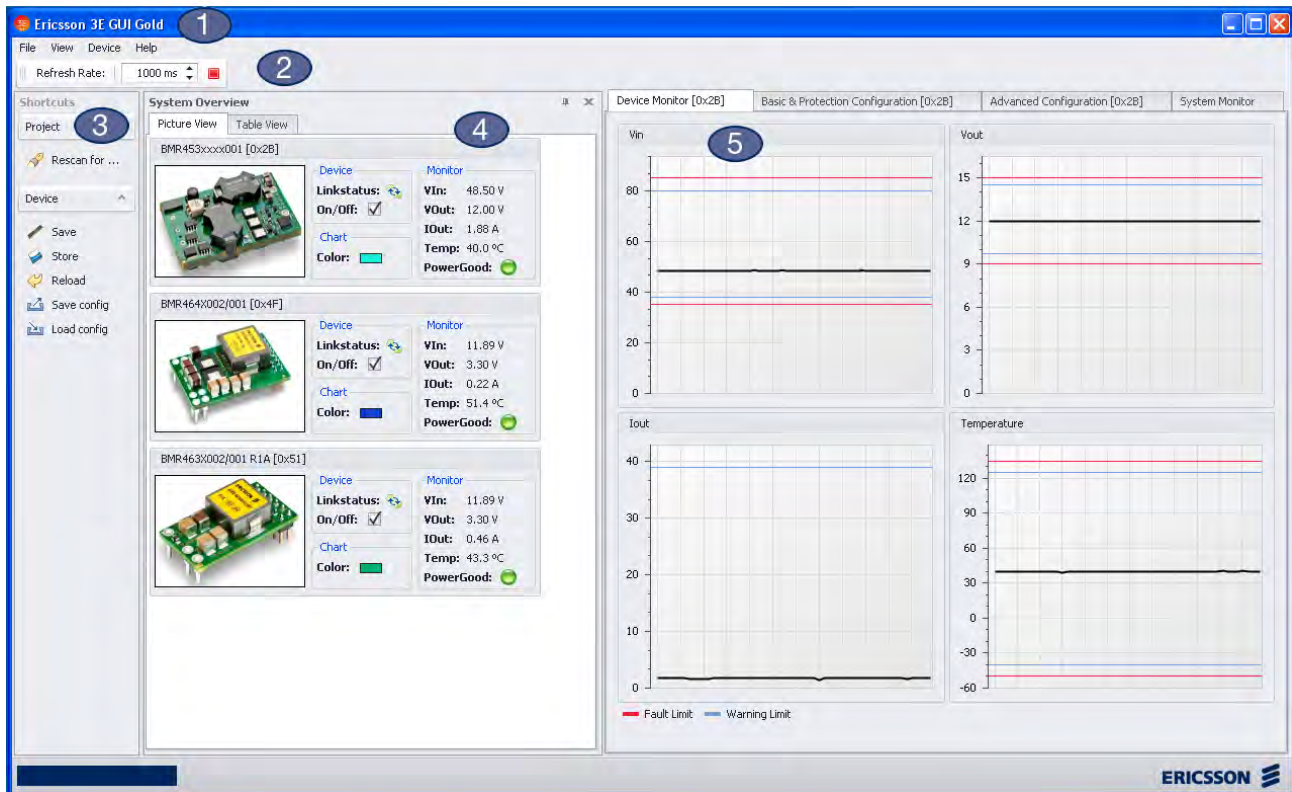 Ericsson 3E GUI Gold
1
File View Device Help
Refresh Rate: 1000 ms
2
Shortcuts
Project
3
Rescan for ...
Device
Save
Store
Reload
Save config
Load config
System Overview
Picture View Table View
4
BMR453xxxx001 [0x2B]
Device
Linkstatus:
On/Off:
Chart
Color:
Monitor
VIn: 48.50 V
VOut: 12.00 V
IOut: 1.88 A
Temp: 40.0 ºC
PowerGood:
BMR464X002/001 [0x4F]
Device
Linkstatus:
On/Off:
Chart
Color:
Monitor
VIn: 11.89 V
VOut: 3.30 V
IOut: 0.22 A
Temp: 51.4 ºC
PowerGood:
BMR463X002/001 R1A [0x51]
Device
Linkstatus:
On/Off:
Chart
Color:
Monitor
VIn: 11.89 V
VOut: 3.30 V
IOut: 0.46 A
Temp: 43.3 ºC
PowerGood:
Device Monitor [0x2B] Basic & Protection Configuration [0x2B] Advanced Configuration [0x2B] System Monitor
5
Vin
80
60
40
20
0
Vout
15
12
9
6
3
0
Iout
40
30
20
10
0
Temperature
120
90
60
30
0
-30
-60
Fault Limit Warning Limit
ERICSSON